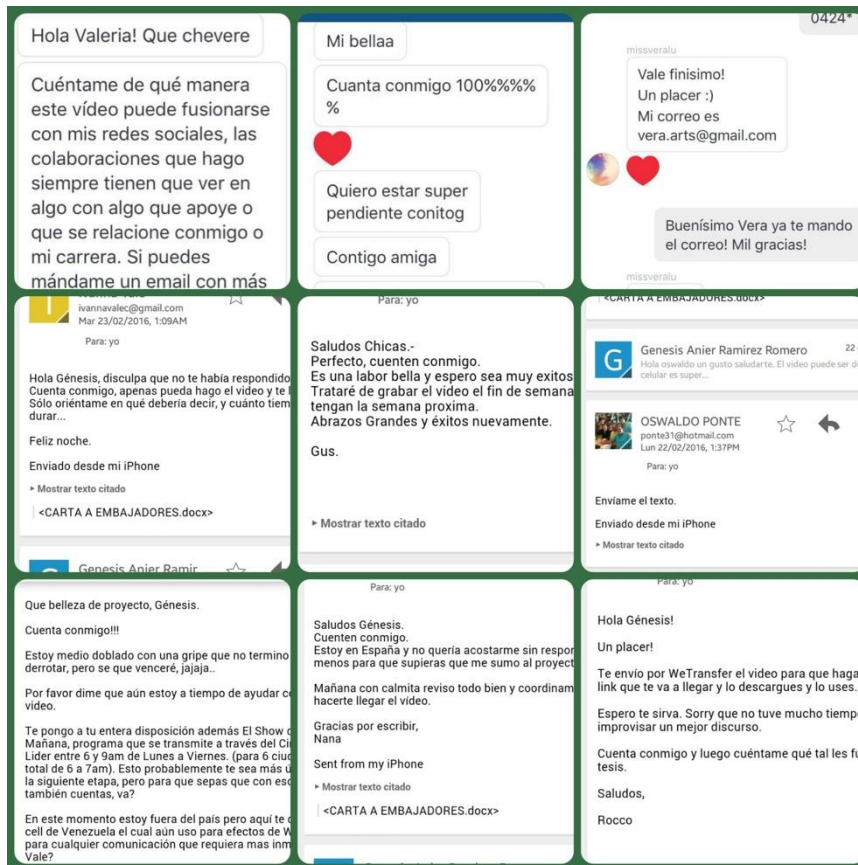 Hola Valeria! Que chevere
Cuéntame de qué manera
este vídeo puede fusionarse
con mis redes sociales, las
colaboraciones que hago
siempre tienen que ver en
algo con algo que apoye o
que se relacione conmigo o
mi carrera. Si puedes
mándame un email con más
Mi bellaa
Cuanta conmigo 100%%%%
%
Quiero estar super
pendiente conitog
Contigo amiga
0424*
missveralu
Vale finisimo!
Un placer :)
Mi correo es
vera.arts@gmail.com
Buenísimo Vera ya te mando
el correo! Mil gracias!
missveralu
ivannavalec@gmail.com
Mar 23/02/2016, 1:09AM
Para: yo
Hola Génesis, disculpa que no te había respondido
Cuenta conmigo, apenas pueda hago el video y te
Sólo oriéntame en qué debería decir, y cuánto tiem
durar...
Feliz noche.
Enviado desde mi iPhone
▸ Mostrar texto citado
<CARTA A EMBAJADORES.docx>
Genesis Anier Ramir
Para: yo
Saludos Chicas.-
Perfecto, cuenten conmigo.
Es una labor bella y espero sea muy exitos
Trataré de grabar el video el fin de semana
tengan la semana proxima.
Abrazos Grandes y éxitos nuevamente.
Gus.
▸ Mostrar texto citado
<CARTA A EMBAJADORES.docx>
G
Genesis Anier Ramirez Romero
22
Hola oswaldo un gusto saludarte. El video puede ser d
celular es super...
OSWALDO PONTE
ponte31@hotmail.com
Lun 22/02/2016, 1:37PM
Para: yo
Envíame el texto.
Enviado desde mi iPhone
▸ Mostrar texto citado
Que belleza de proyecto, Génesis.
Cuenta conmigo!!!
Estoy medio doblado con una gripe que no termino
derrotar, pero se que venceré, jajaja..
Por favor dime que aún estoy a tiempo de ayudar c
video.
Te pongo a tu entera disposición además El Show
Mañana, programa que se transmite a través del Ci
Lider entre 6 y 9am de Lunes a Viernes. (para 6 ciu
total de 6 a 7am). Esto probablemente te sea más
la siguiente etapa, pero para que sepas que con es
también cuentas, va?
En este momento estoy fuera del país pero aquí te
cell de Venezuela el cual aún uso para efectos de W
para cualquier comunicación que requiera mas inm
Vale?
Para: yo
Saludos Génesis.
Cuenten conmigo.
Estoy en España y no quería acostarme sin respon
menos para que supieras que me sumo al proyect
Mañana con calmita reviso todo bien y coordinam
hacerte llegar el vídeo.
Gracias por escribir,
Nana
Sent from my iPhone
▸ Mostrar texto citado
<CARTA A EMBAJADORES.docx>
Para: yo
Hola Génesis!
Un placer!
Te envío por WeTransfer el video para que haga
link que te va a llegar y lo descargues y lo uses.
Espero te sirva. Sorry que no tuve mucho tiemp
improvisar un mejor discurso.
Cuenta conmigo y luego cuéntame qué tal les fu
tesis.
Saludos,
Rocco